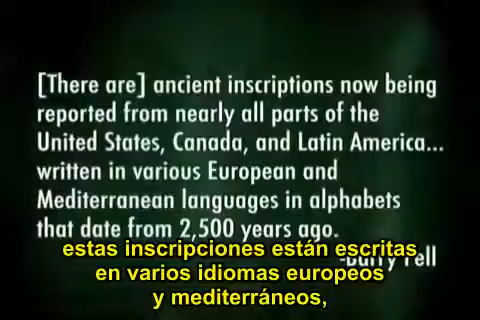 [There are] ancient inscriptions now being
reported from nearly all parts of the
United States, Canada, and Latin America...
written in various European and
Mediterranean languages in alphabets
that date from 2,500 years ago.
-Barry Fell
estas inscripciones están escritas
en varios idiomas europeos
y mediterráneos,